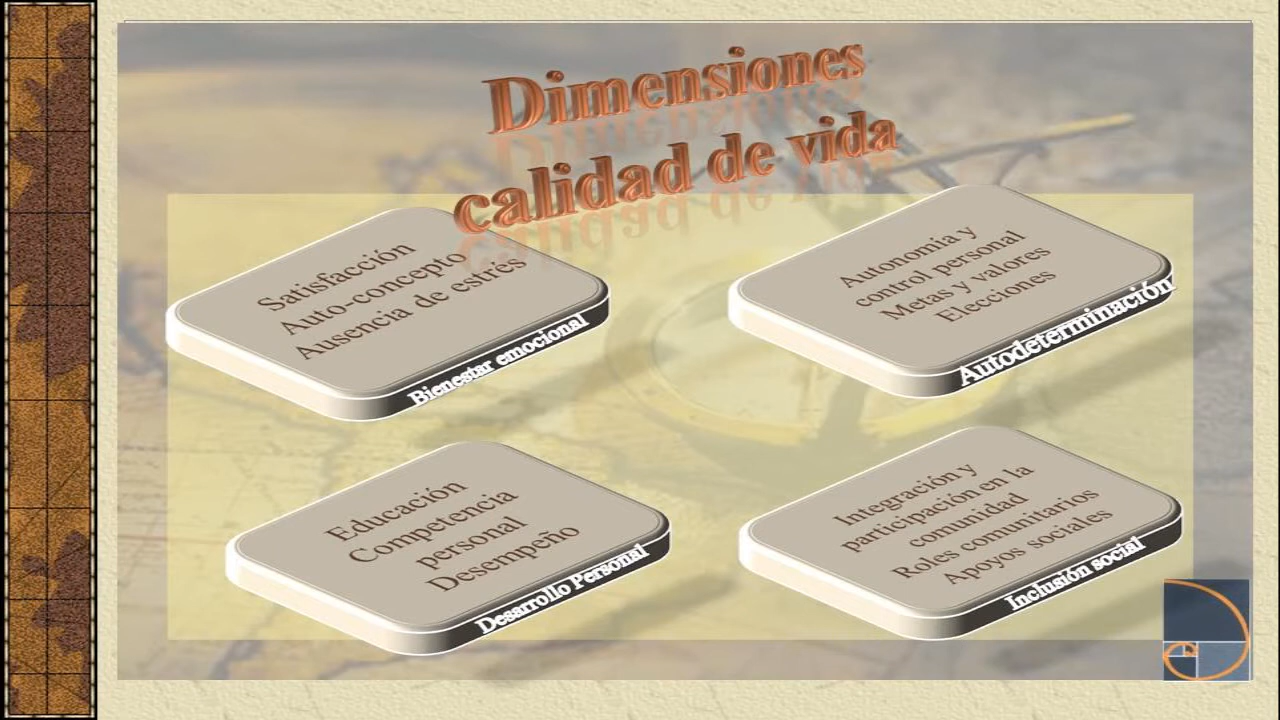 Dimensiones
calidad de vida
Satisfacción
Auto-concepto
Ausencia de estrés
Bienestar emocional
Autonomía y
control personal
Metas y valores
Elecciones
Autodeterminación
Educación
Competencia
personal
Desempeño
Desarrollo Personal
Integración y
participación en la
comunidad
Roles comunitarios
Apoyos sociales
Inclusión social